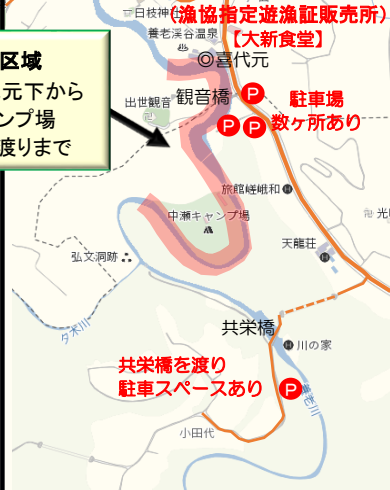 (漁協指定遊漁証販売所)
日枝神社
【大新食堂】
養老渓谷温泉
◎喜代元
区域
元下から
ンプ場
渡りまで
出世観音
観音橋
P
駐車場
P P
数ヶ所あり
旅館嵯峨和
中瀬キャンプ場
光
弘文洞跡
天龍荘
夕木川
共栄橋
川の家
共栄橋を渡り
駐車スペースあり
P
養老川
小田代